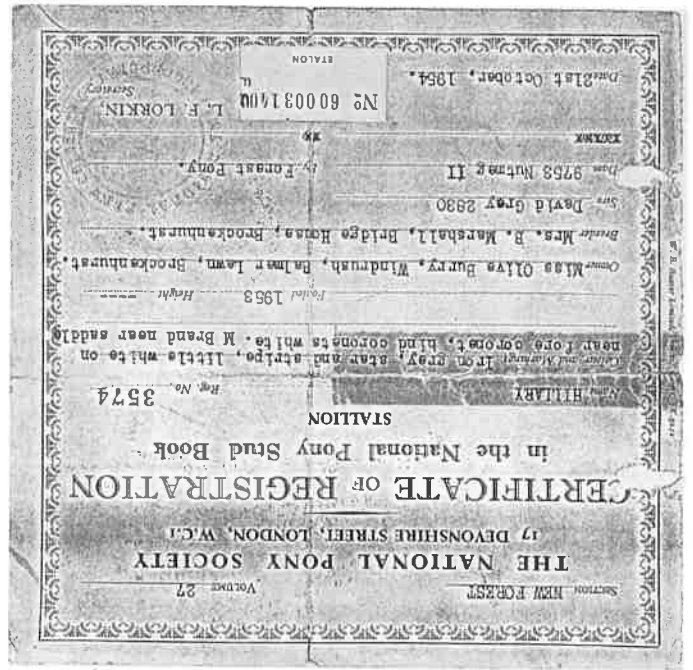 SECTION NEW FOREST VOLUME 27
THE NATIONAL PONY SOCIETY
17 DEVONSHIRE STREET, LONDON, W.C.1.
CERTIFICATE OF REGISTRATION
in the National Pony Stud Book
STALLION
Name HILLARY Reg. No. 3574
Colour and Markings Iron grey, star and stripe, little white on
near fore coronet, hind coronets white. M Brand near saddle
Foaled 1953 Height ----
Owner Miss Olive Burry, Windrush, Balmer Lawn, Brockenhurst.
Breeder Mrs. B. Marshall, Bridge House, Brockenhurst.
Sire David Grey 2830
Dam 9753 Nutmeg II by Forest Pony.
Date 21st October, 1954.
L. F. LORKIN.
Secretary
Nº 60003140U
ETALON